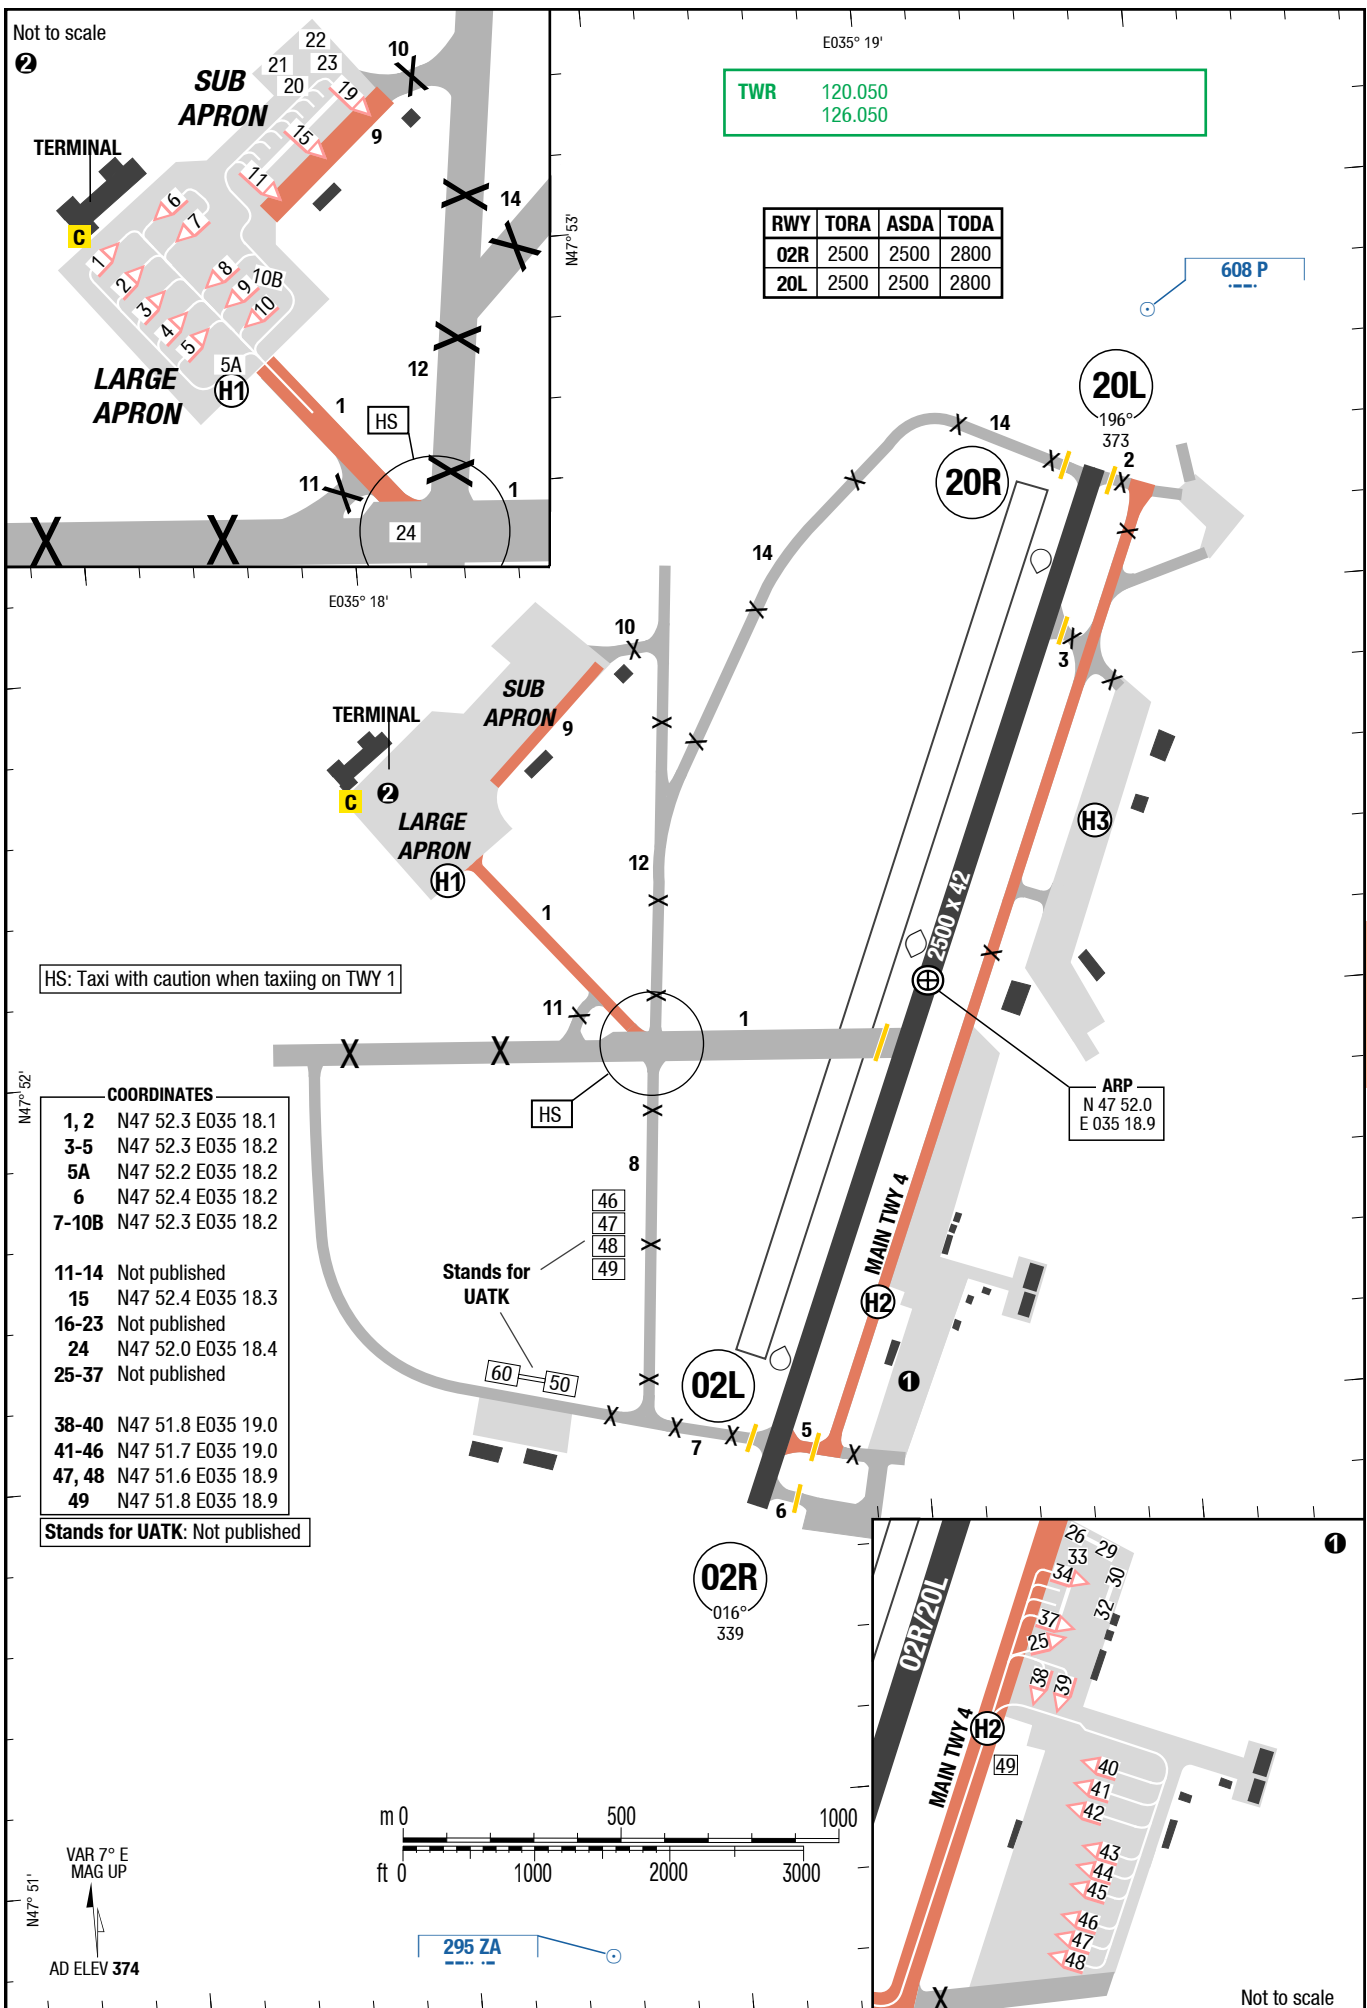 Not to scale
2
22
21
23
20
19
10
SUB
APRON
15
9
TERMINAL
11
14
6
7
C
1
2
3
4
5
8
9
10B
10
5A
H1
LARGE
APRON
12
1
HS
11
1
24
N47° 53'
E035° 19'
TWR 120.050
126.050
RWY TORA ASDA TODA
02R 2500 2500 2800
20L 2500 2500 2800
608 P
20L
196°
373
14
2
20R
14
3
E035° 18'
10
SUB
APRON
9
TERMINAL
C
2
LARGE
APRON
H1
12
H3
2500 x 42
1
HS: Taxi with caution when taxiing on TWY 1
11
1
HS
ARP
N 47 52.0
E 035 18.9
N47° 52'
COORDINATES
1, 2 N47 52.3 E035 18.1
3-5 N47 52.3 E035 18.2
5A N47 52.2 E035 18.2
6 N47 52.4 E035 18.2
7-10B N47 52.3 E035 18.2
11-14 Not published
15 N47 52.4 E035 18.3
16-23 Not published
24 N47 52.0 E035 18.4
25-37 Not published
38-40 N47 51.8 E035 19.0
41-46 N47 51.7 E035 19.0
47, 48 N47 51.6 E035 18.9
49 N47 51.8 E035 18.9
Stands for UATK: Not published
8
46
47
48
49
Stands for
UATK
60
50
MAIN TWY 4
H2
1
02L
7
5
6
02R
016°
339
1
26
29
33
30
34
32
37
25
38
39
02R/20L
MAIN TWY 4
H2
49
40
41
42
43
44
45
46
47
48
Not to scale
m 0 500 1000
ft 0 1000 2000 3000
VAR 7° E
MAG UP
N47° 51'
AD ELEV 374
295 ZA